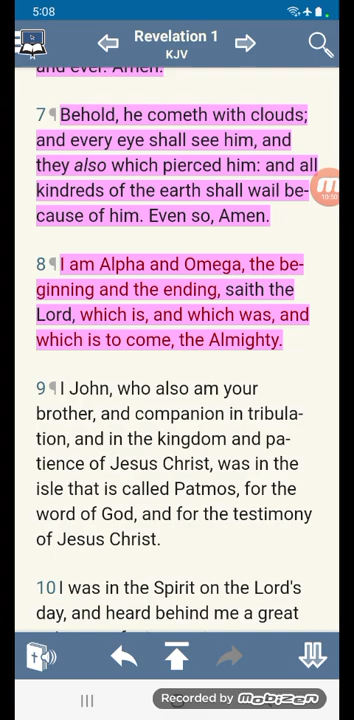 5:08
Revelation 1
KJV
and ever. Amen.
7 ¶ Behold, he cometh with clouds;
and every eye shall see him, and
they also which pierced him: and all
kindreds of the earth shall wail be-
cause of him. Even so, Amen.
10:50
8 ¶ I am Alpha and Omega, the be-
ginning and the ending, saith the
Lord, which is, and which was, and
which is to come, the Almighty.
9 ¶ I John, who also am your
brother, and companion in tribula-
tion, and in the kingdom and pa-
tience of Jesus Christ, was in the
isle that is called Patmos, for the
word of God, and for the testimony
of Jesus Christ.
10 I was in the Spirit on the Lord's
day, and heard behind me a great
Recorded by MOBIZEN